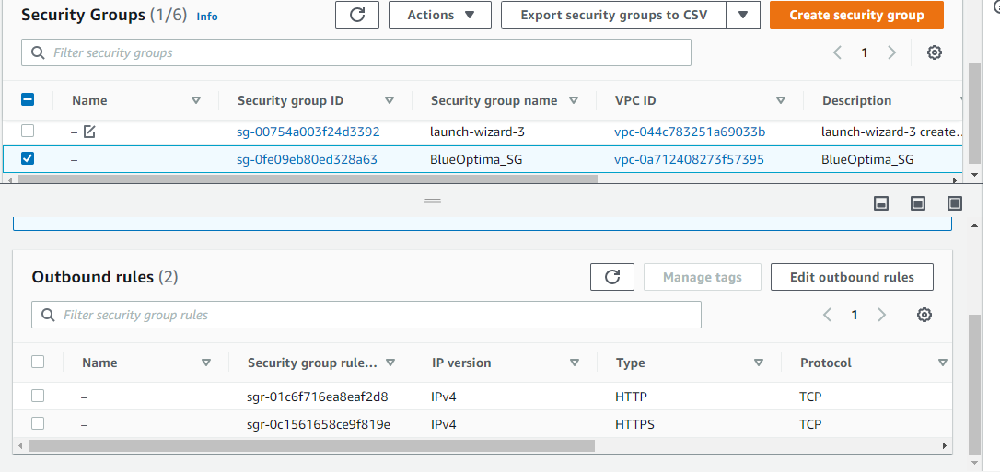 Security Groups (1/6) Info
Actions
Export security groups to CSV
Create security group
Filter security groups
1
Name Security group ID Security group name VPC ID Description
– sg-00754a003f24d3392 launch-wizard-3 vpc-044c783251a69033b launch-wizard-3 create…
– sg-0fe09eb80ed328a63 BlueOptima_SG vpc-0a712408273f57395 BlueOptima_SG
Outbound rules (2)
Manage tags
Edit outbound rules
Filter security group rules
1
Name Security group rule… IP version Type Protocol
– sgr-01c6f716ea8eaf2d8 IPv4 HTTP TCP
– sgr-0c1561658ce9f819e IPv4 HTTPS TCP